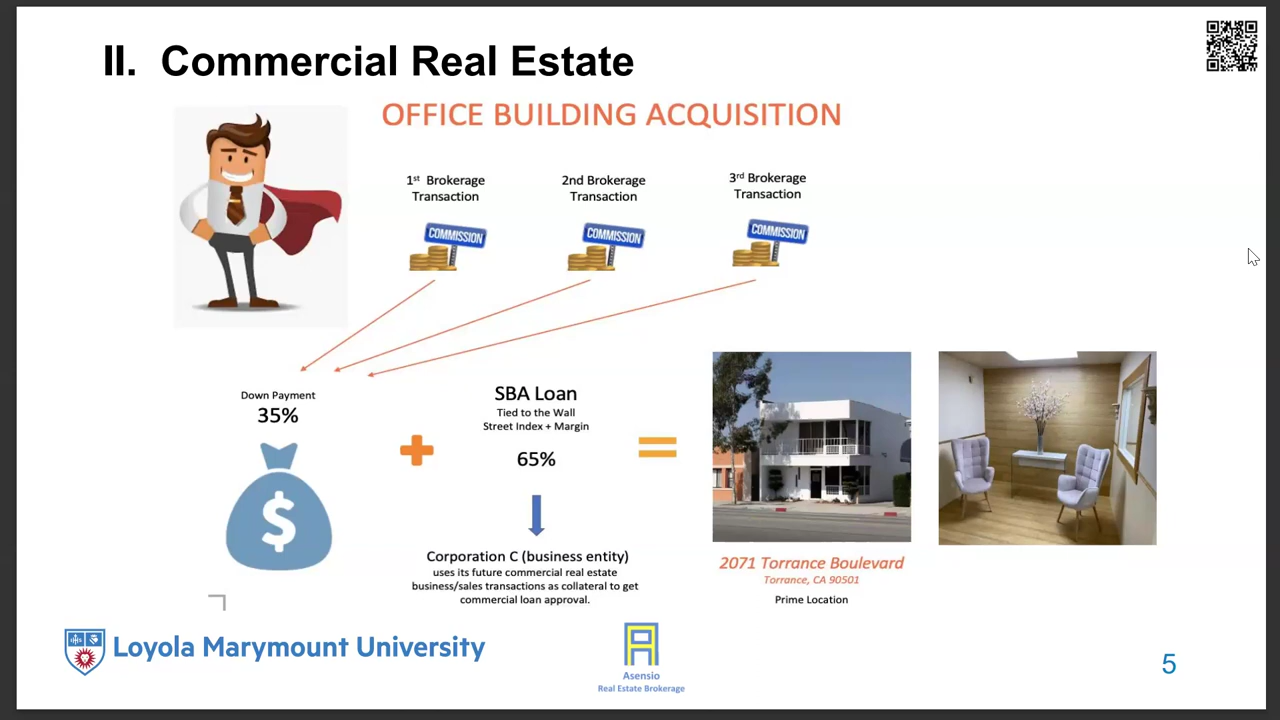 II. Commercial Real Estate
OFFICE BUILDING ACQUISITION
1st Brokerage
Transaction
2nd Brokerage
Transaction
3rd Brokerage
Transaction
COMMISSION
COMMISSION
COMMISSION
Down Payment
35%
$
SBA Loan
Tied to the Wall
Street Index + Margin
65%
Corporation C (business entity)
uses its future commercial real estate
business/sales transactions as collateral to get
commercial loan approval.
2071 Torrance Boulevard
Torrance, CA 90501
Prime Location
Loyola Marymount University
Asensio
Real Estate Brokerage
5